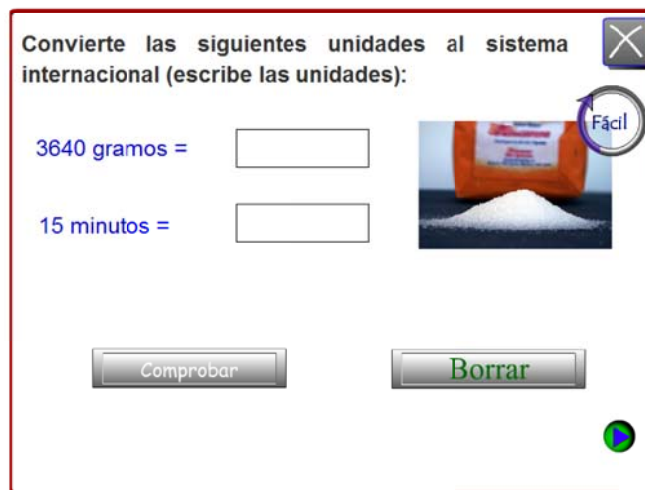 Convierte las siguientes unidades al sistema
internacional (escribe las unidades):
Fácil
3640 gramos =
15 minutos =
Comprobar
Borrar